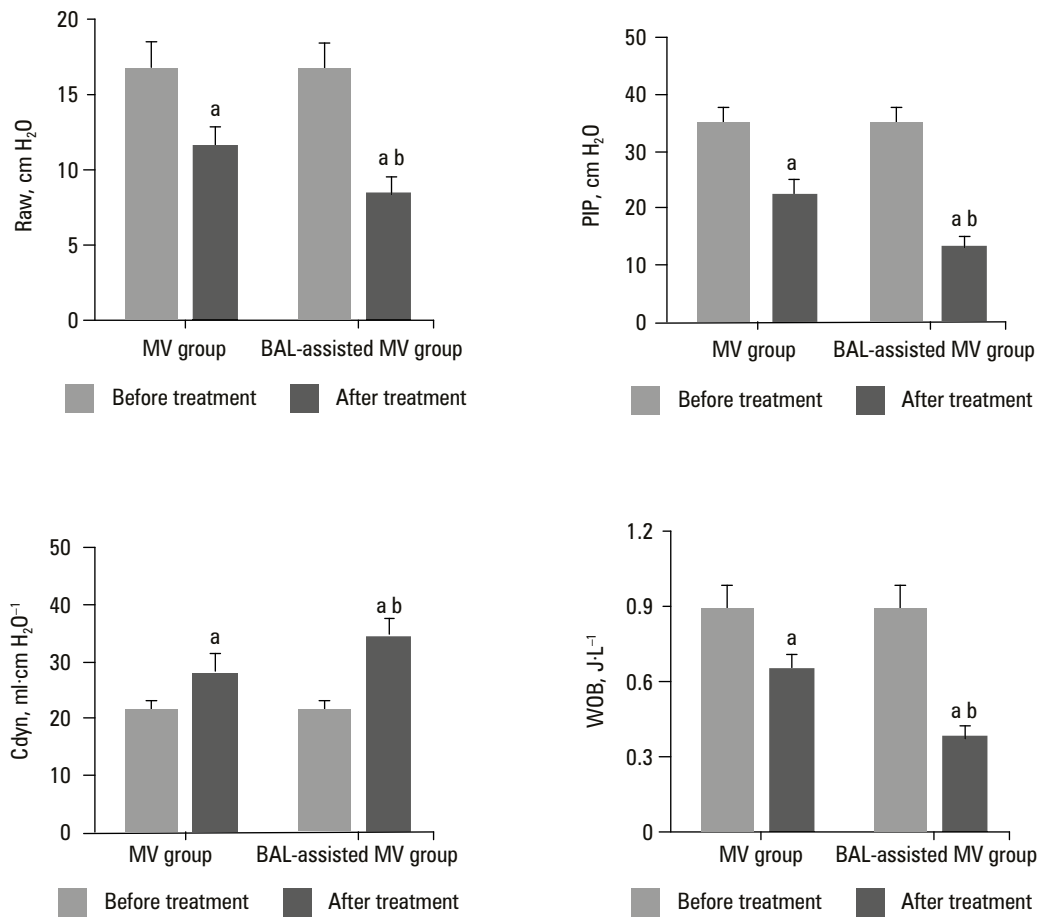 20
15
10
5
0
Raw, cm H₂O
a
a b
MV group BAL-assisted MV group
Before treatment After treatment
50
40
30
20
10
0
PIP, cm H₂O
a
a b
MV group BAL-assisted MV group
Before treatment After treatment
50
40
30
20
10
0
Cdyn, ml·cm H₂O⁻¹
a
a b
MV group BAL-assisted MV group
Before treatment After treatment
1.2
0.9
0.6
0.3
0
WOB, J·L⁻¹
a
a b
MV group BAL-assisted MV group
Before treatment After treatment